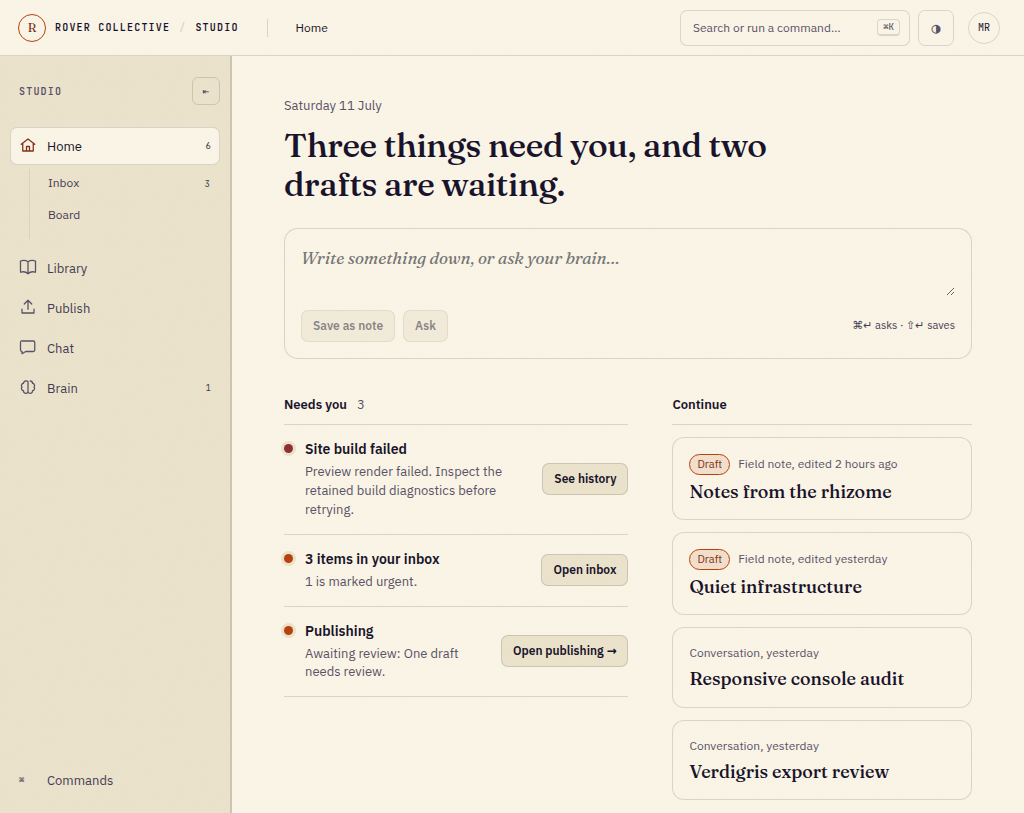 R ROVER COLLECTIVE / STUDIO
Home
Search or run a command... ⌘K
MR
STUDIO
Home 6
Inbox 3
Board
Library
Publish
Chat
Brain 1
⌘ Commands
Saturday 11 July
Three things need you, and two
drafts are waiting.
Write something down, or ask your brain...
Save as note
Ask
⌘↵ asks · ⇧↵ saves
Needs you 3
Site build failed
Preview render failed. Inspect the
retained build diagnostics before
retrying.
See history
3 items in your inbox
1 is marked urgent.
Open inbox
Publishing
Awaiting review: One draft
needs review.
Open publishing →
Continue
Draft Field note, edited 2 hours ago
Notes from the rhizome
Draft Field note, edited yesterday
Quiet infrastructure
Conversation, yesterday
Responsive console audit
Conversation, yesterday
Verdigris export review